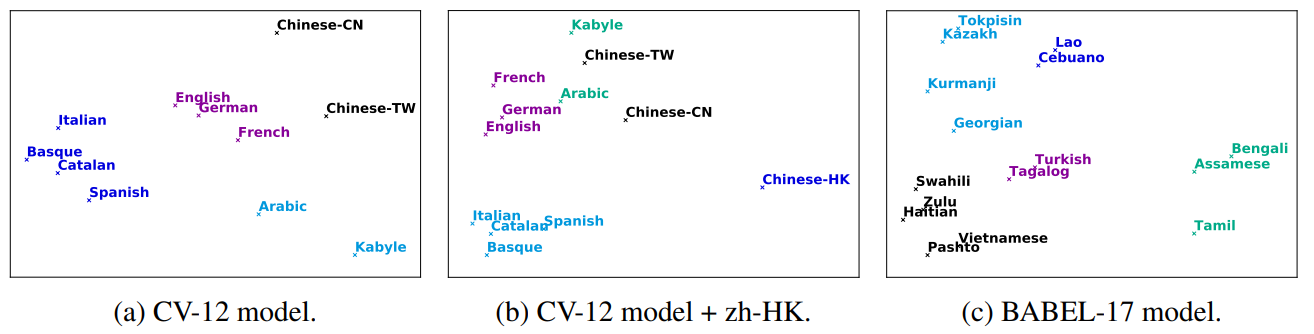 Chinese-CN
English
German
Chinese-TW
Italian
French
Basque
Catalan
Spanish
Arabic
Kabyle
(a) CV-12 model.
Kabyle
Chinese-TW
French
Arabic
German
Chinese-CN
English
Chinese-HK
Italian
Spanish
Catalan
Basque
(b) CV-12 model + zh-HK.
Tokpisin
Kazakh
Lao
Cebuano
Kurmanji
Georgian
Bengali
Turkish
Assamese
Tagalog
Swahili
Zulu
Haitian
Tamil
Vietnamese
Pashto
(c) BABEL-17 model.